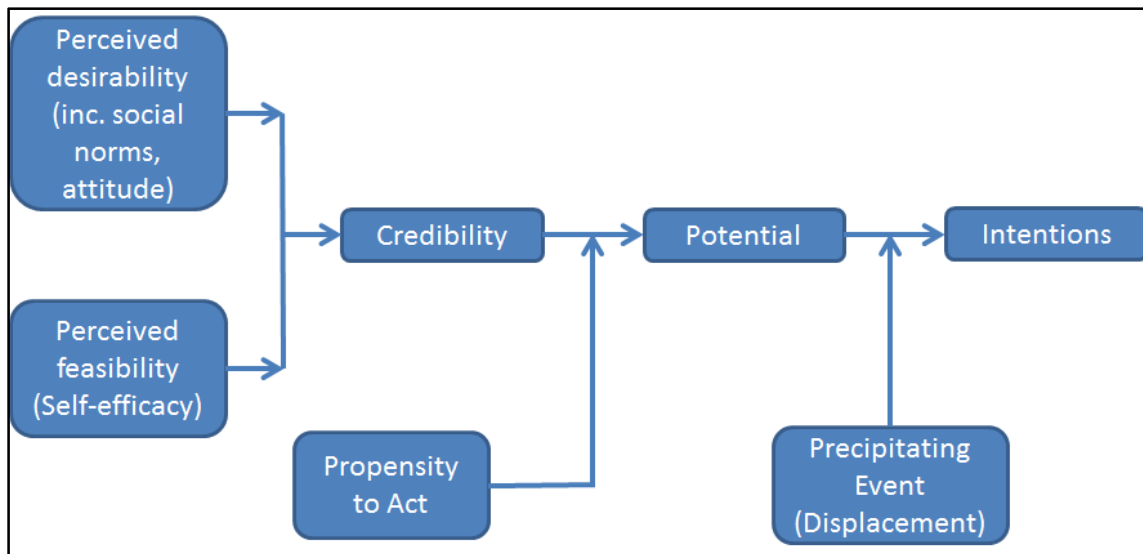 Perceived
desirability
(inc. social
norms,
attitude)
Credibility
Potential
Intentions
Perceived
feasibility
(Self-efficacy)
Propensity
to Act
Precipitating
Event
(Displacement)